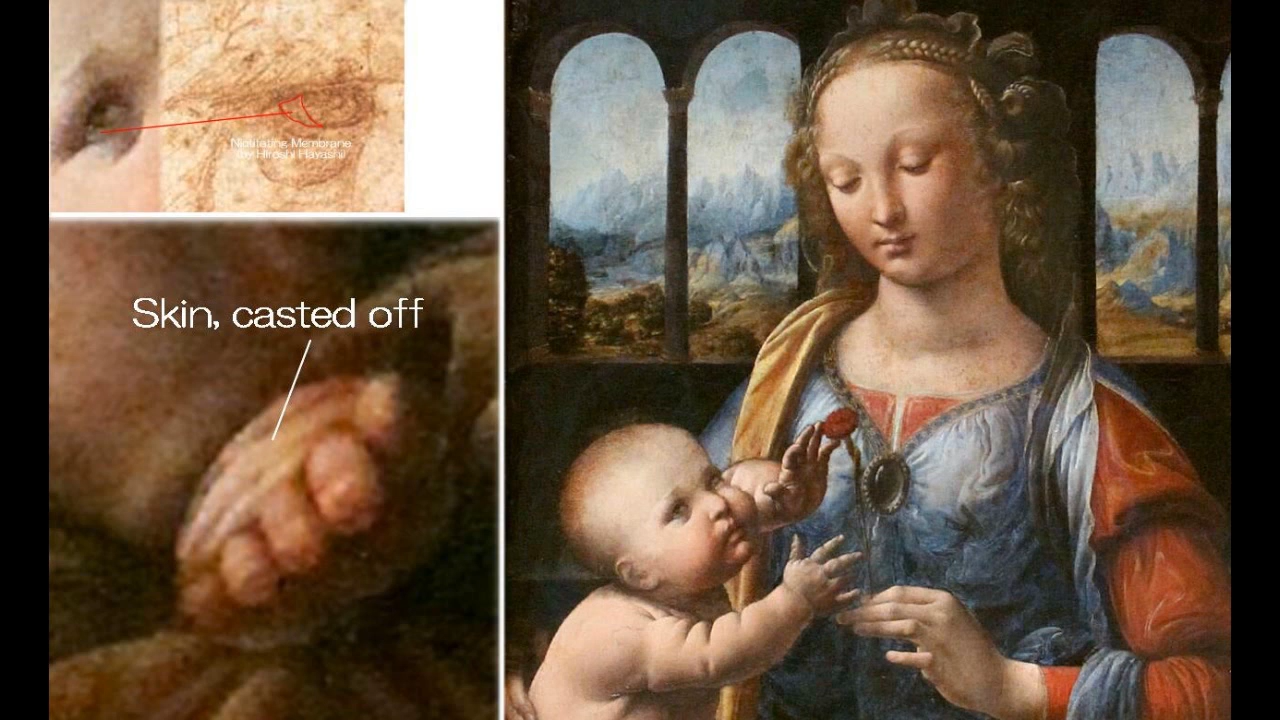 Nictitating Membrane
(by Hiroshi Hayashi)
Skin, casted off